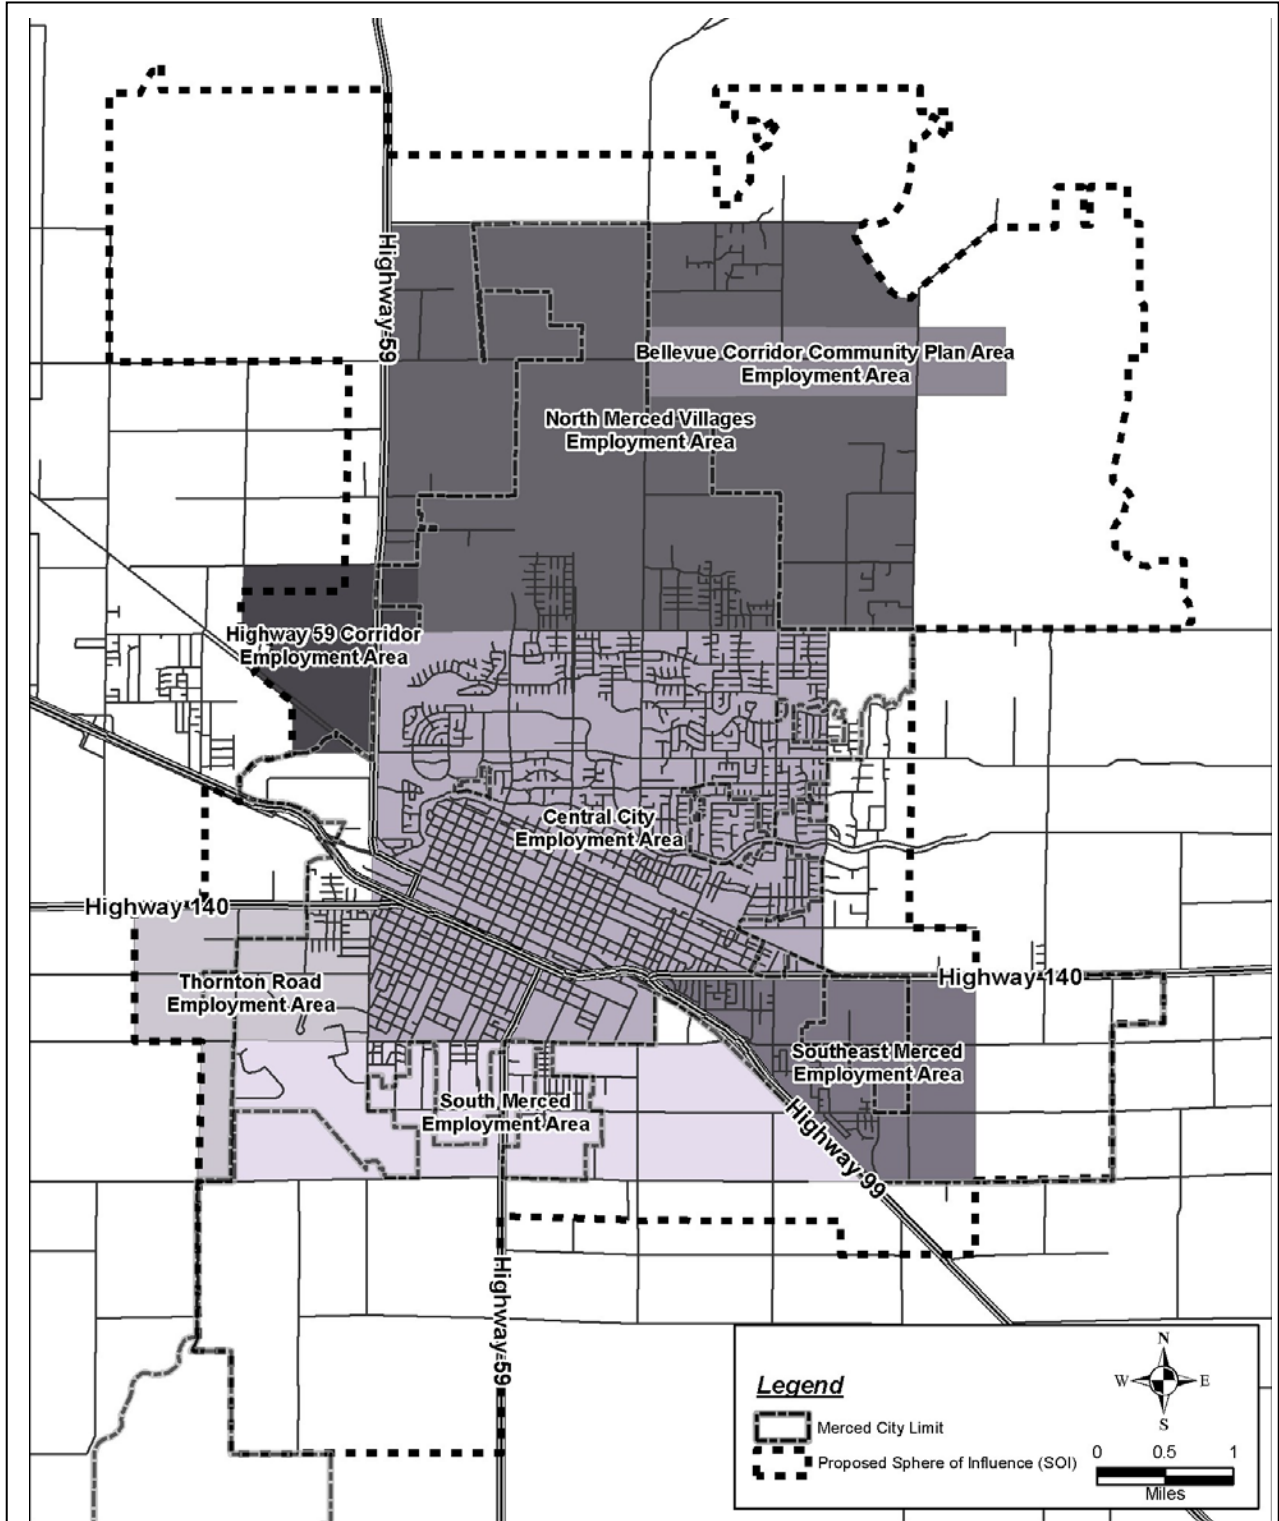 Highway 59
Bellevue Corridor Community Plan Area
Employment Area
North Merced Villages
Employment Area
Highway 59 Corridor
Employment Area
Central City
Employment Area
Highway 140
Highway 140
Thornton Road
Employment Area
Southeast Merced
Employment Area
South Merced
Employment Area
Highway 99
Highway 59
Legend
Merced City Limit
Proposed Sphere of Influence (SOI)
N
W
E
S
0 0.5 1
Miles